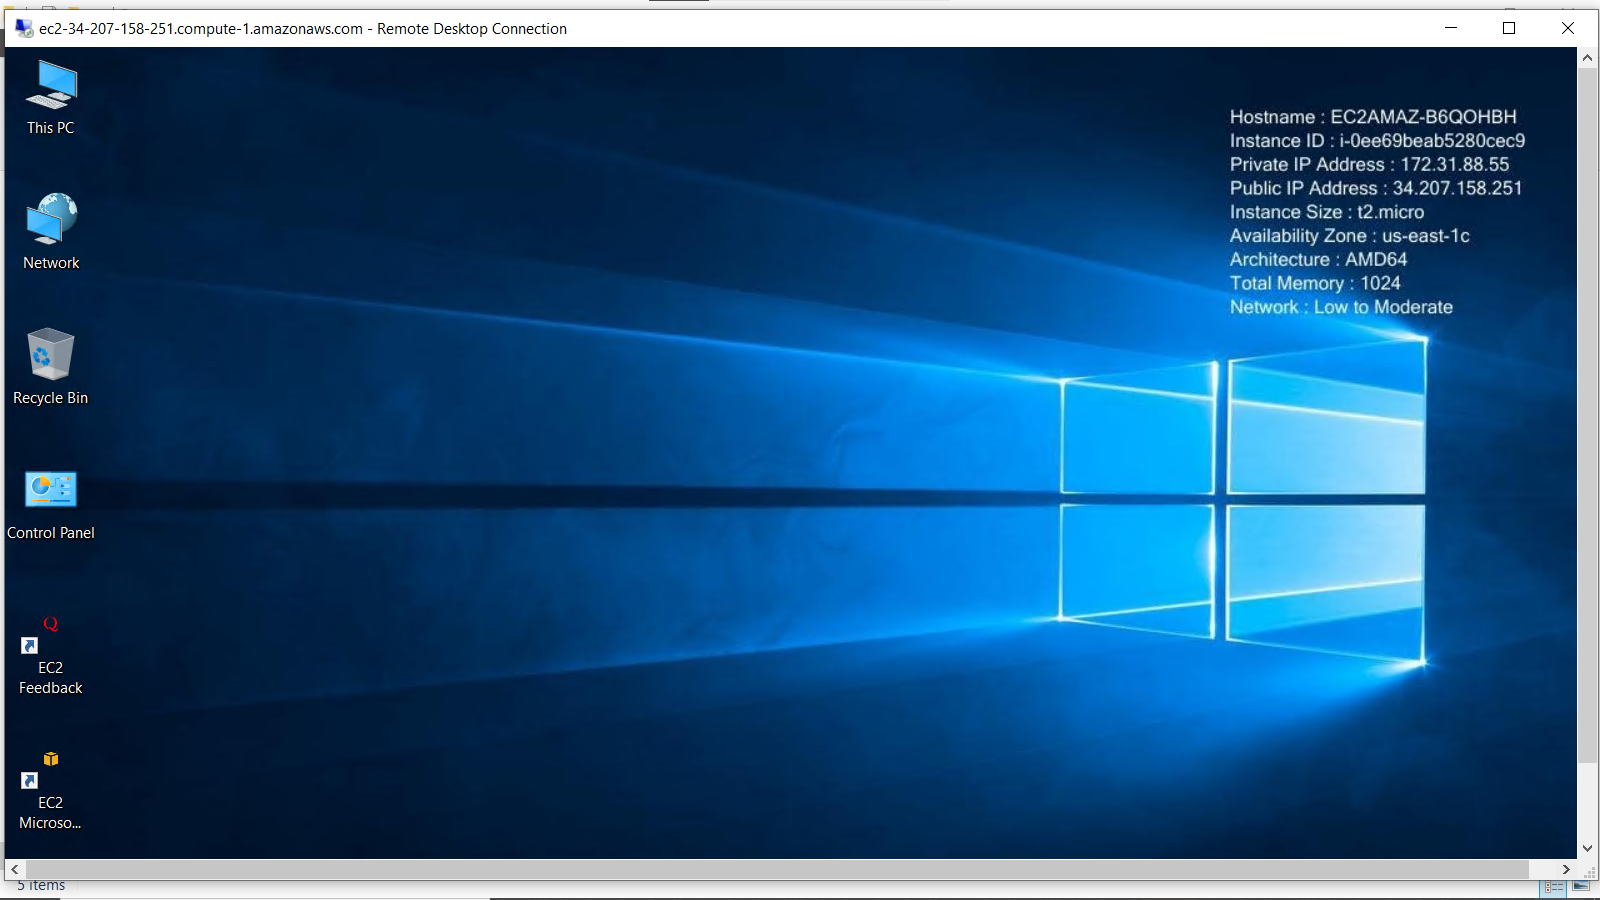 ec2-34-207-158-251.compute-1.amazonaws.com - Remote Desktop Connection
This PC
Network
Recycle Bin
Control Panel
Q
EC2
Feedback
EC2
Microso...
Hostname : EC2AMAZ-B6QOHBH
Instance ID : i-0ee69beab5280cec9
Private IP Address : 172.31.88.55
Public IP Address : 34.207.158.251
Instance Size : t2.micro
Availability Zone : us-east-1c
Architecture : AMD64
Total Memory : 1024
Network : Low to Moderate
5 items